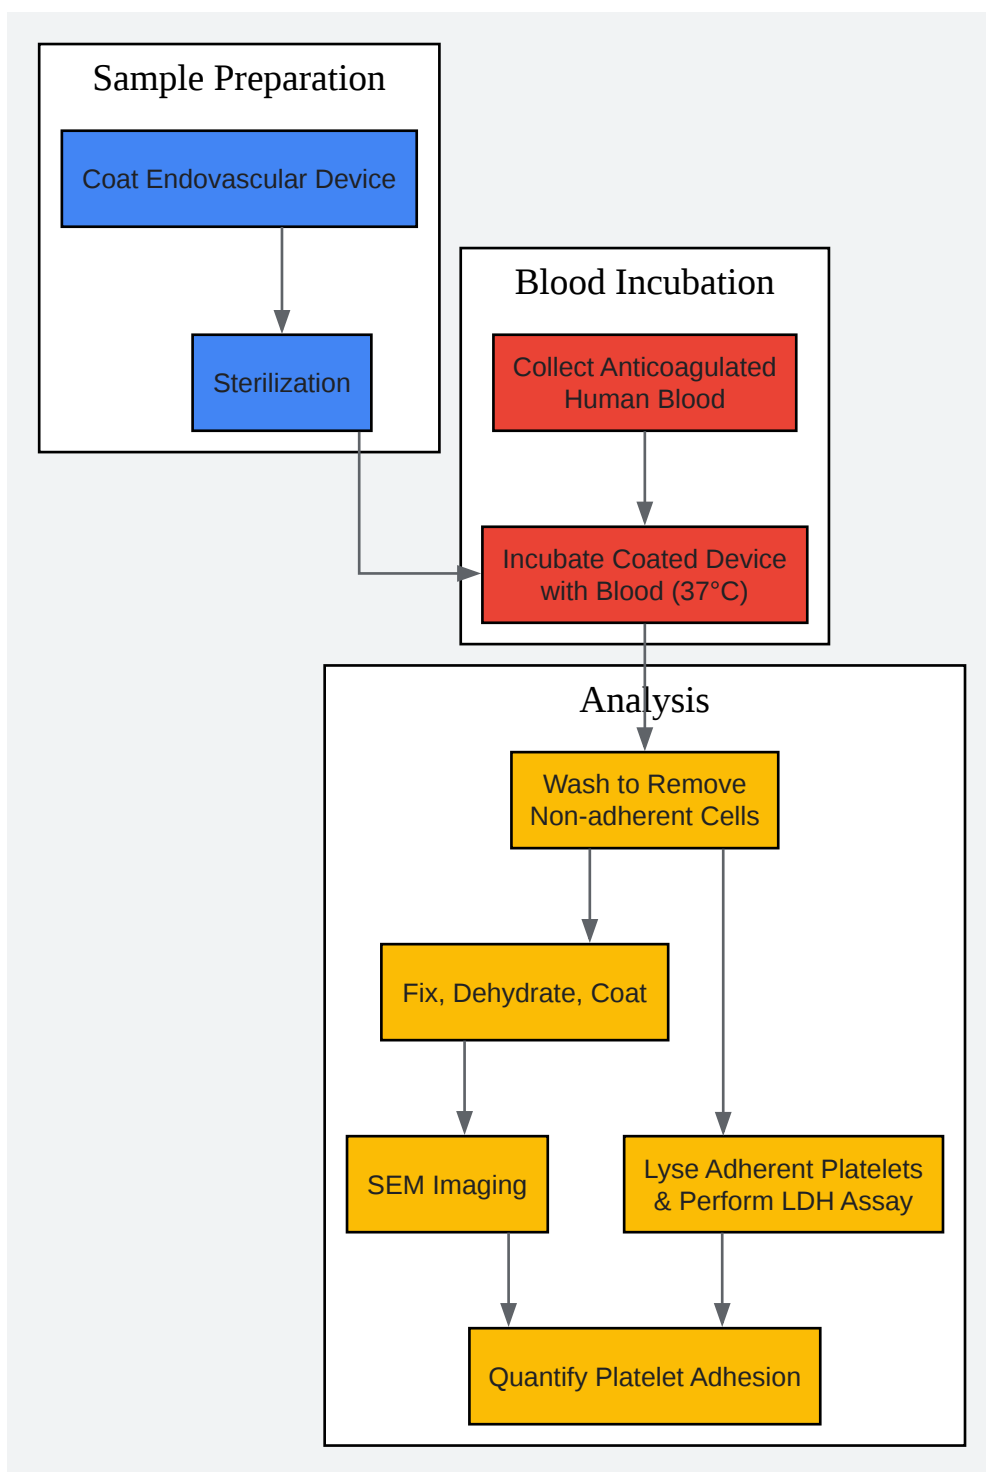 Sample Preparation
Coat Endovascular Device
Sterilization
Blood Incubation
Collect Anticoagulated
Human Blood
Incubate Coated Device
with Blood (37°C)
Analysis
Wash to Remove
Non-adherent Cells
Fix, Dehydrate, Coat
SEM Imaging
Lyse Adherent Platelets
& Perform LDH Assay
Quantify Platelet Adhesion